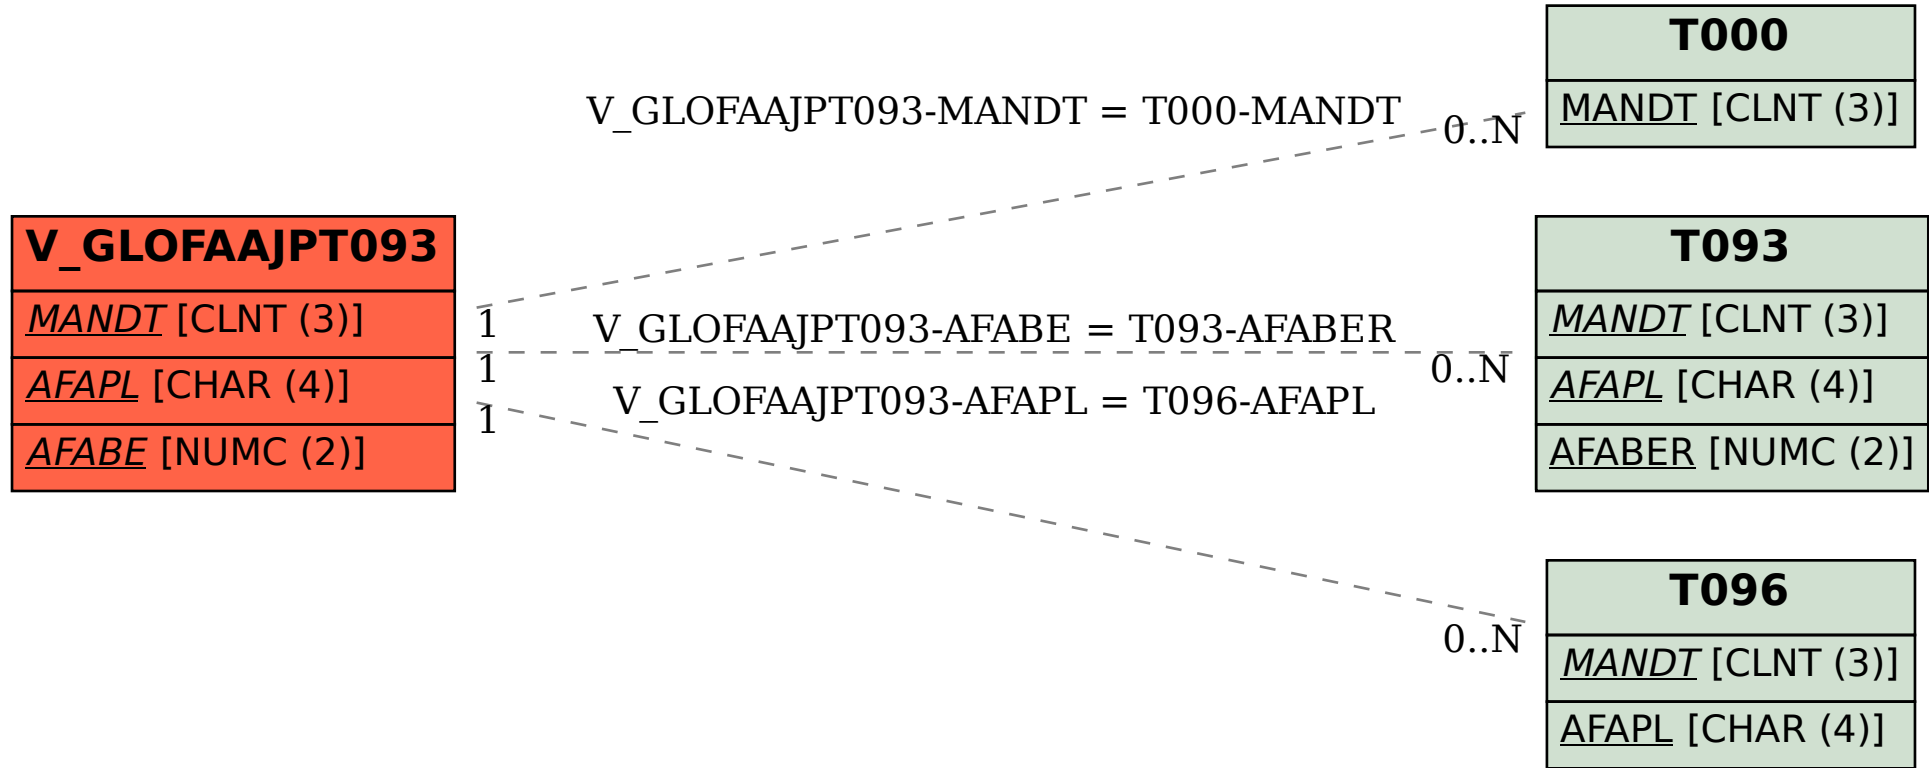 T000
MANDT [CLNT (3)]
V_GLOFAAJPT093-MANDT = T000-MANDT
0..N
V_GLOFAAJPT093
MANDT [CLNT (3)]
AFAPL [CHAR (4)]
AFABE [NUMC (2)]
1
V_GLOFAAJPT093-AFABE = T093-AFABER
1
0..N
V_GLOFAAJPT093-AFAPL = T096-AFAPL
1
T093
MANDT [CLNT (3)]
AFAPL [CHAR (4)]
AFABER [NUMC (2)]
0..N
T096
MANDT [CLNT (3)]
AFAPL [CHAR (4)]